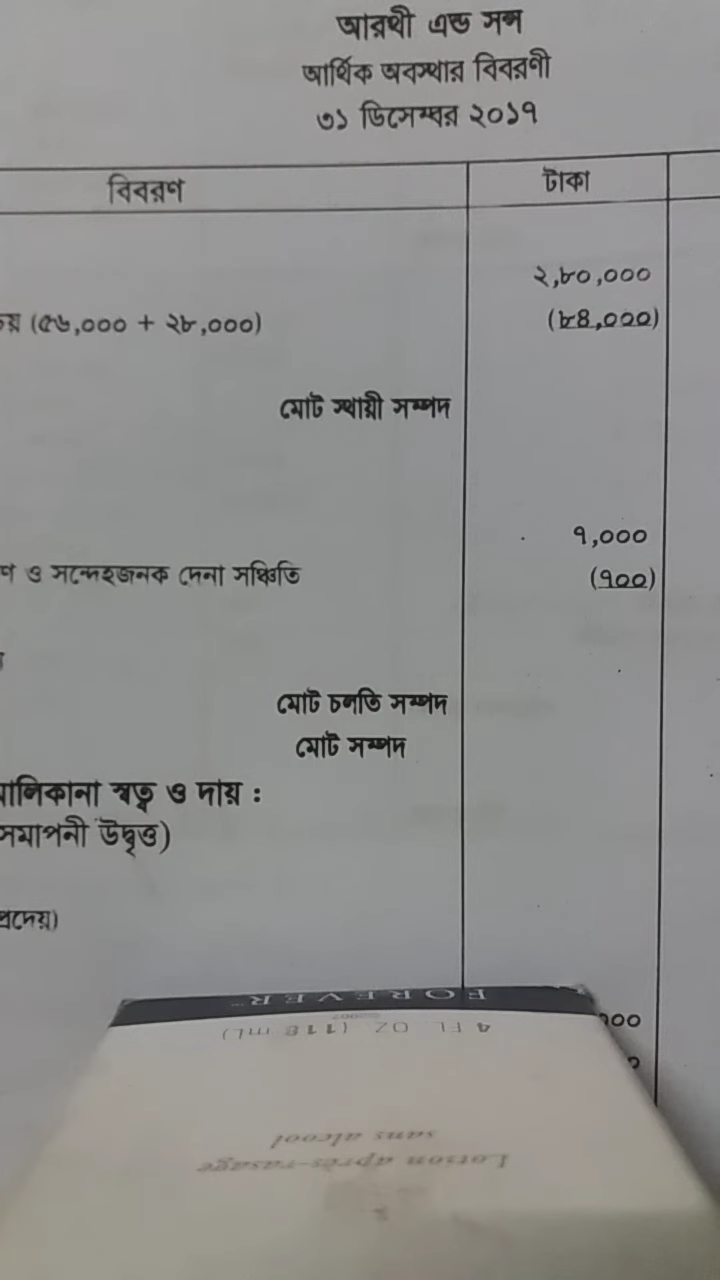 আরথী এন্ড সন্স
আর্থিক অবস্থার বিবরণী
৩১ ডিসেম্বর ২০১৭
বিবরণ টাকা
২,৮০,০০০
(৫৬,০০০ + ২৮,০০০) (৮৪,০০০)
মোট স্থায়ী সম্পদ
৭,০০০
ও সন্দেহজনক দেনা সঞ্চিতি (৭০০)
মোট চলতি সম্পদ
মোট সম্পদ
মালিকানা স্বত্ব ও দায় :
সমাপনী উদ্বৃত্ত)
প্রদেয়)
FOREVER
4 FL. OZ. (118 mL)
sans alcool
Lotion après-rasage